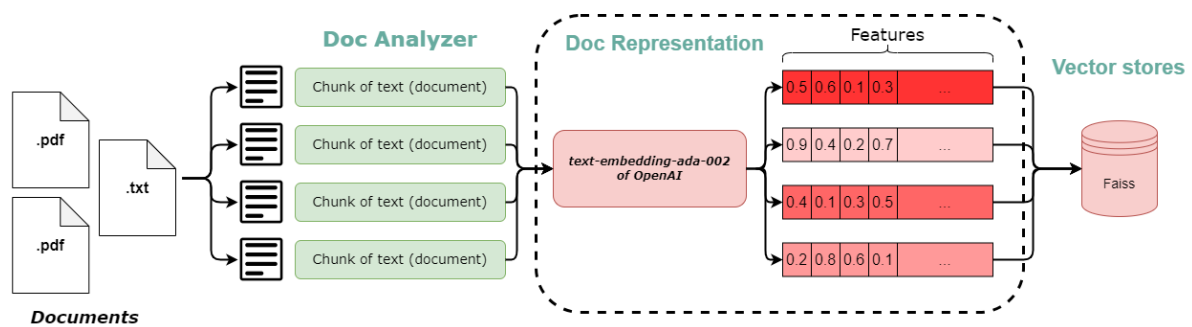 Doc Analyzer
Doc Representation
Features
Vector stores
.pdf
.txt
.pdf
Documents
Chunk of text (document)
Chunk of text (document)
Chunk of text (document)
Chunk of text (document)
text-embedding-ada-002
of OpenAI
0.5 0.6 0.1 0.3 ...
0.9 0.4 0.2 0.7 ...
0.4 0.1 0.3 0.5 ...
0.2 0.8 0.6 0.1 ...
Faiss